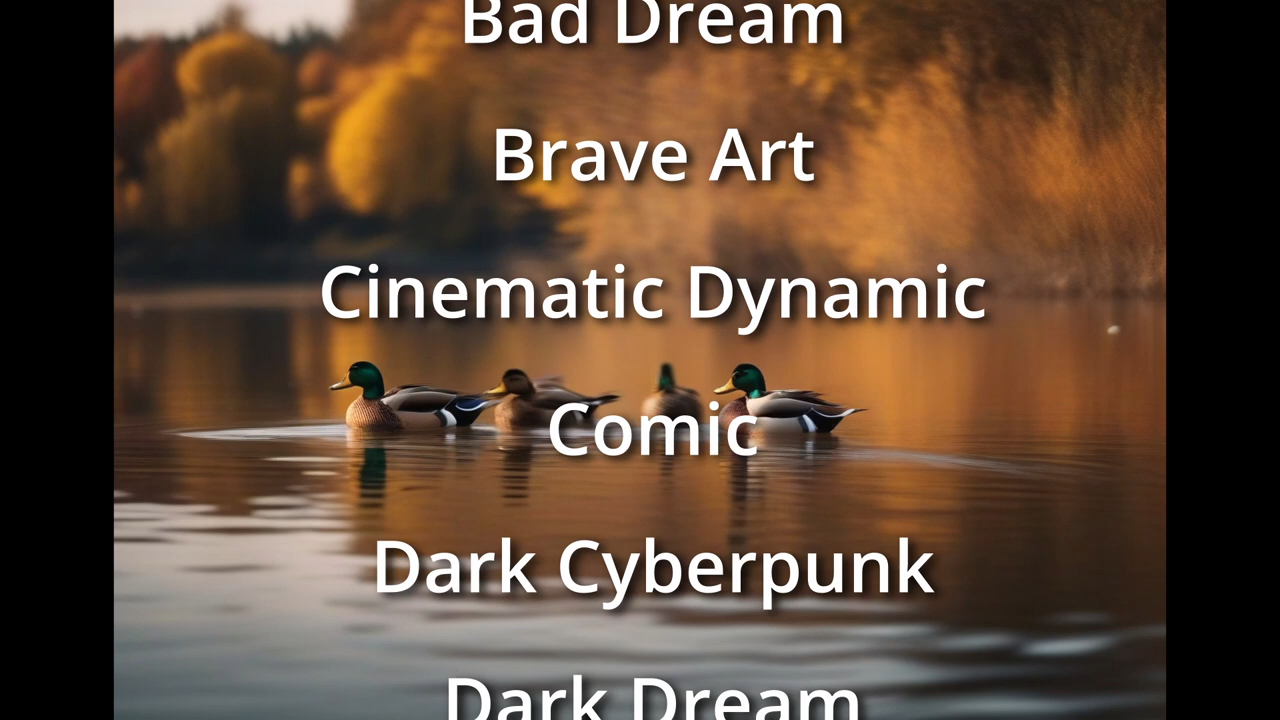 Bad Dream
Brave Art
Cinematic Dynamic
Comic
Dark Cyberpunk
Dark Dream